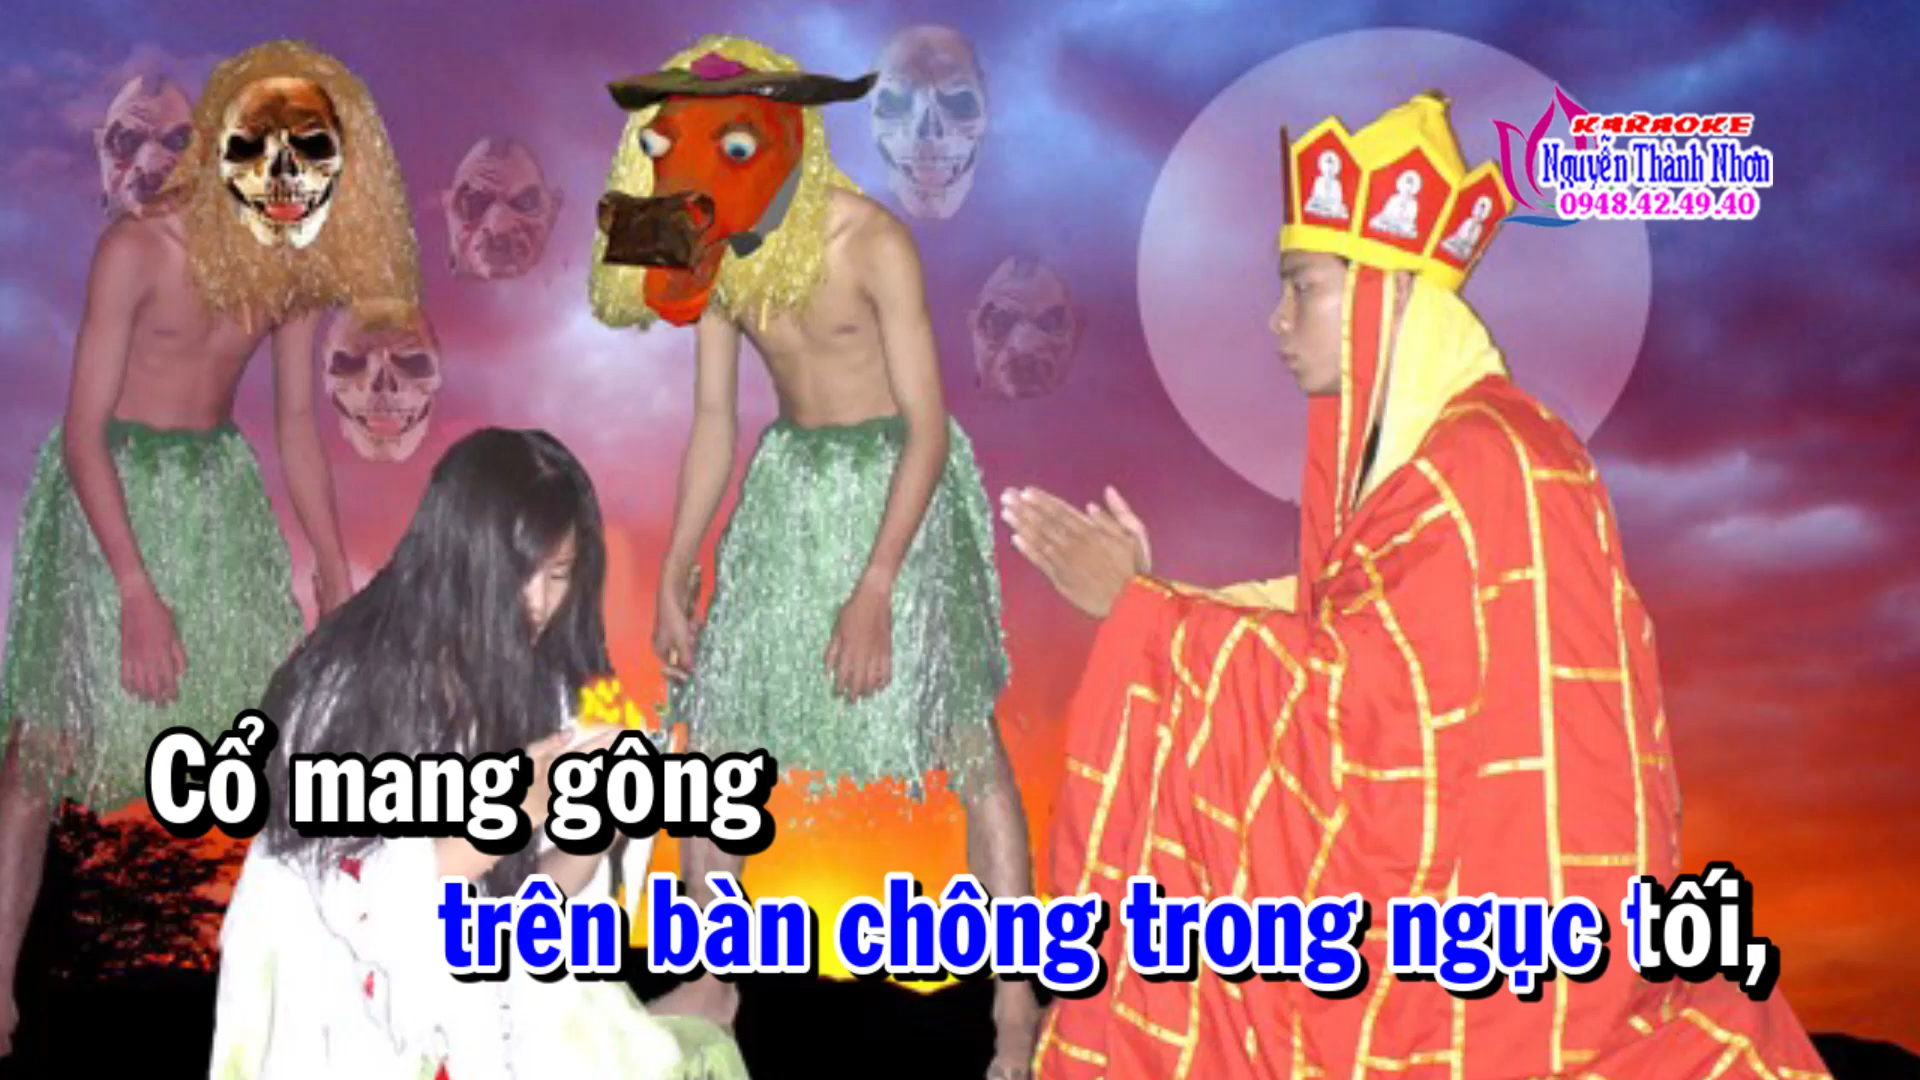 KARAOKE
Nguyễn Thành Nhơn
0948.42.49.40
Cổ mang gông
trên bàn chông trong ngục tối,